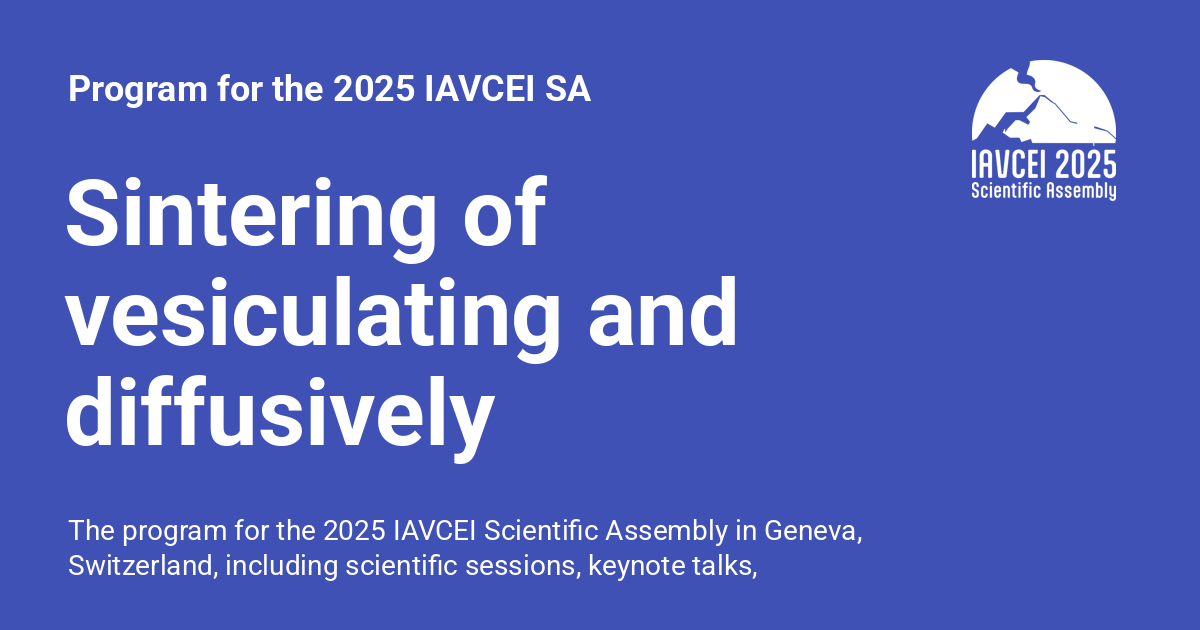 Program for the 2025 IAVCEI SA
IAVCEI 2025
Scientific Assembly
Sintering of
vesiculating and
diffusively
The program for the 2025 IAVCEI Scientific Assembly in Geneva,
Switzerland, including scientific sessions, keynote talks,